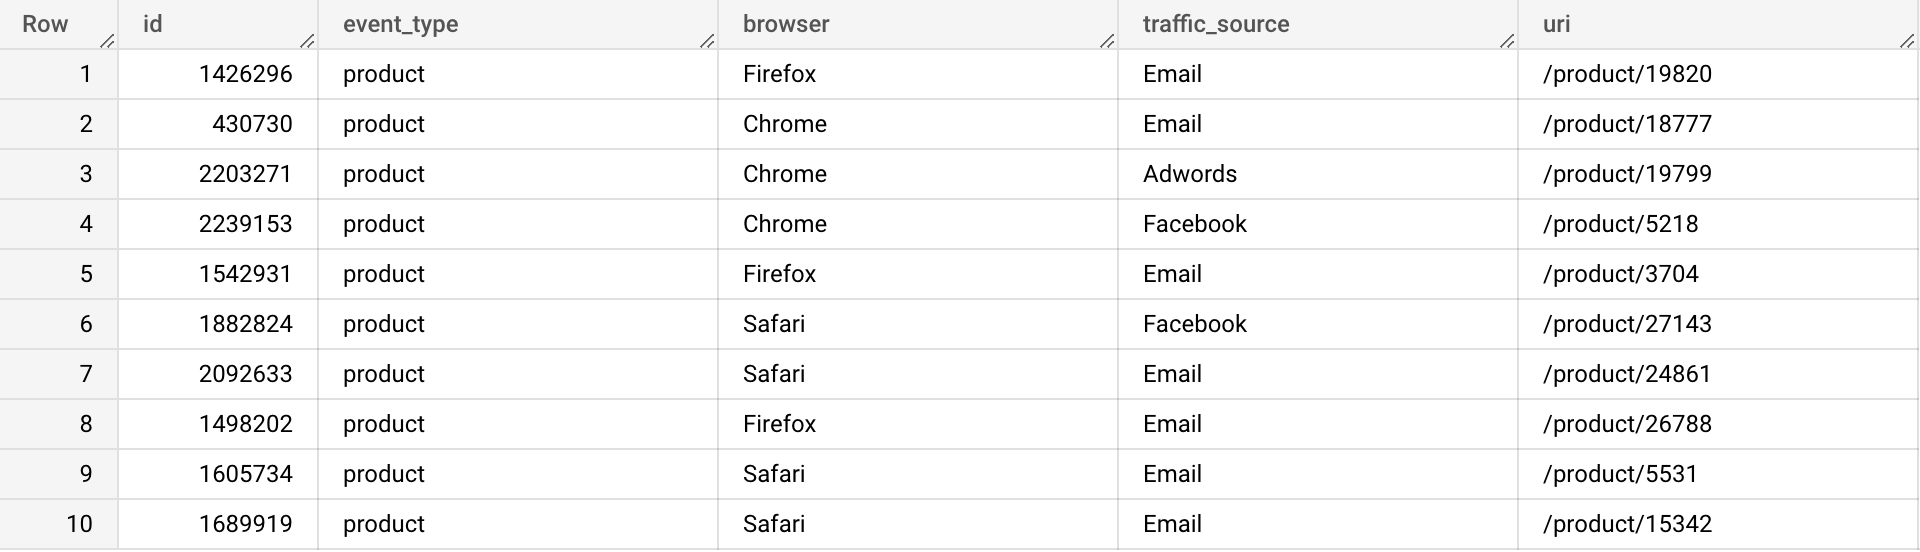 Row id event_type browser traffic_source uri
1 1426296 product Firefox Email /product/19820
2 430730 product Chrome Email /product/18777
3 2203271 product Chrome Adwords /product/19799
4 2239153 product Chrome Facebook /product/5218
5 1542931 product Firefox Email /product/3704
6 1882824 product Safari Facebook /product/27143
7 2092633 product Safari Email /product/24861
8 1498202 product Firefox Email /product/26788
9 1605734 product Safari Email /product/5531
10 1689919 product Safari Email /product/15342